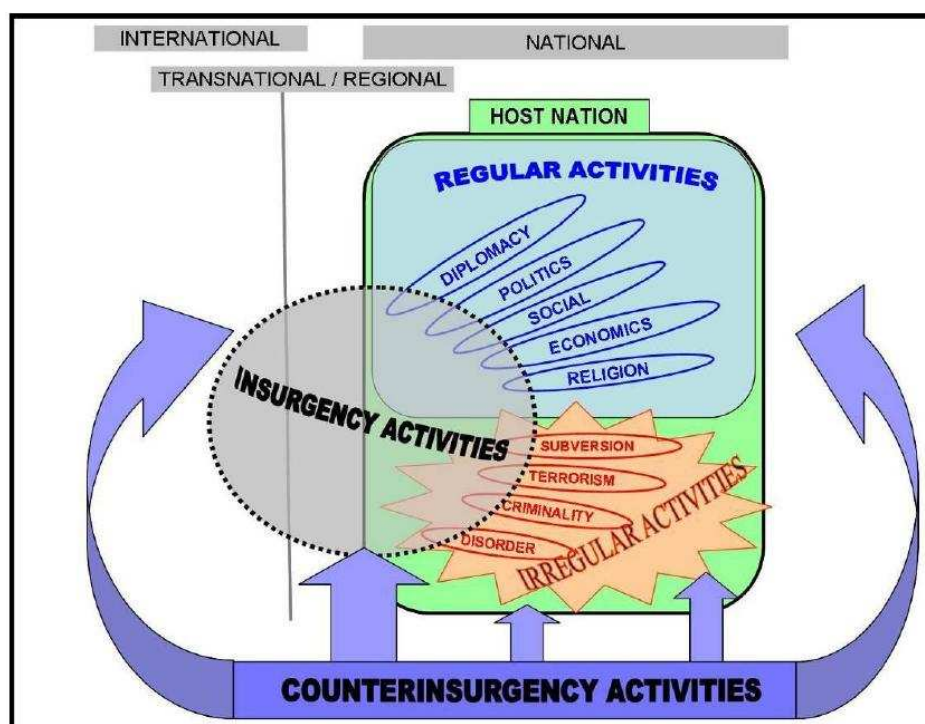 INTERNATIONAL
NATIONAL
TRANSNATIONAL / REGIONAL
HOST NATION
REGULAR ACTIVITIES
DIPLOMACY
POLITICS
SOCIAL
ECONOMICS
RELIGION
INSURGENCY ACTIVITIES
SUBVERSION
TERRORISM
CRIMINALITY
DISORDER
IRREGULAR ACTIVITIES
COUNTERINSURGENCY ACTIVITIES